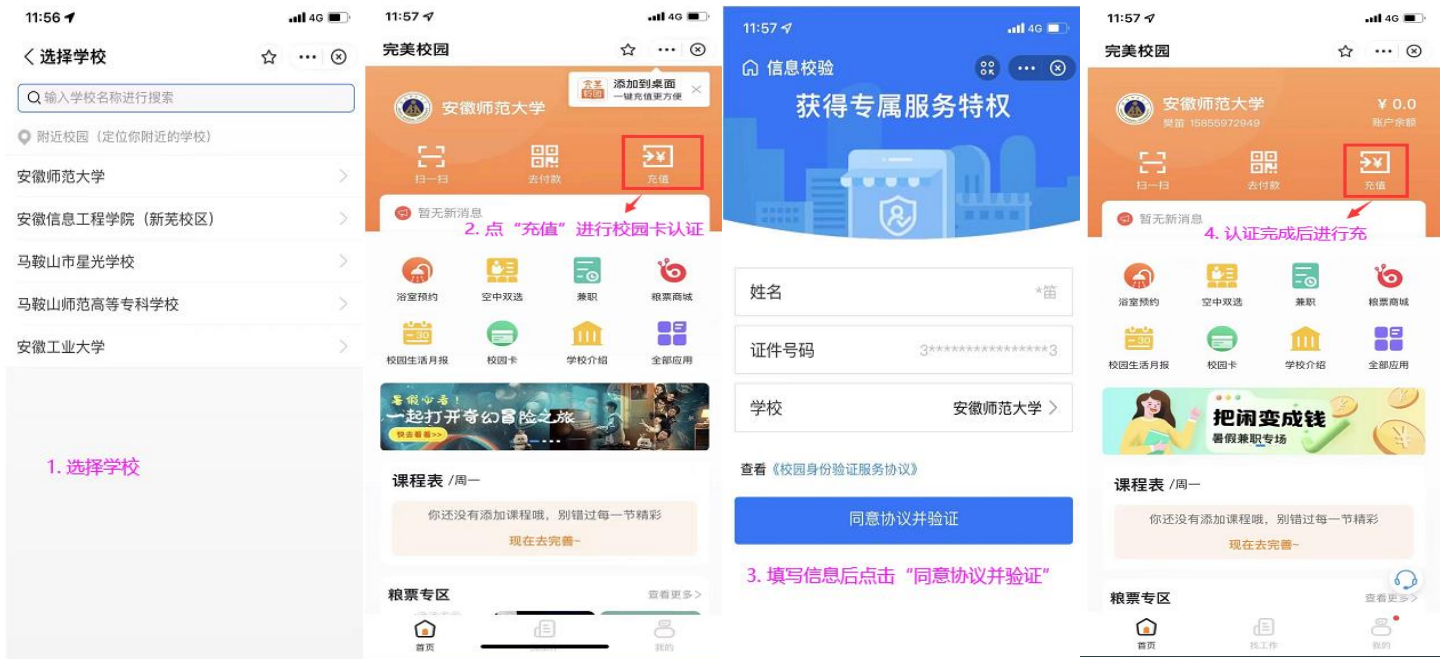 11:56
4G
选择学校
输入学校名称进行搜索
附近校园（定位你附近的学校）
安徽师范大学
安徽信息工程学院（新芜校区）
马鞍山市星光学校
马鞍山师范高等专科学校
安徽工业大学
1. 选择学校
11:57
4G
完美校园
添加到桌面
一键充值更方便
安徽师范大学
扫一扫
去付款
充值
暂无新消息
2. 点“充值”进行校园卡认证
浴室预约
空中双选
兼职
粮票商城
校园生活月报
校园卡
学校介绍
全部应用
暑假必看！
一起打开奇幻冒险之旅
快去看看>>
课程表 /周一
你还没有添加课程哦，别错过每一节精彩
现在去完善~
粮票专区
查看更多>
首页
我的
11:57
4G
信息校验
获得专属服务特权
姓名
*笛
证件号码
3****************3
学校
安徽师范大学
查看《校园身份验证服务协议》
同意协议并验证
3. 填写信息后点击“同意协议并验证”
11:57
4G
完美校园
安徽师范大学
¥ 0.0
樊笛 15855972949
账户余额
扫一扫
去付款
充值
暂无新消息
4. 认证完成后进行充
浴室预约
空中双选
兼职
粮票商城
校园生活月报
校园卡
学校介绍
全部应用
把闲变成钱
暑假兼职专场
课程表 /周一
你还没有添加课程哦，别错过每一节精彩
现在去完善~
粮票专区
查看更多>
首页
找工作
我的